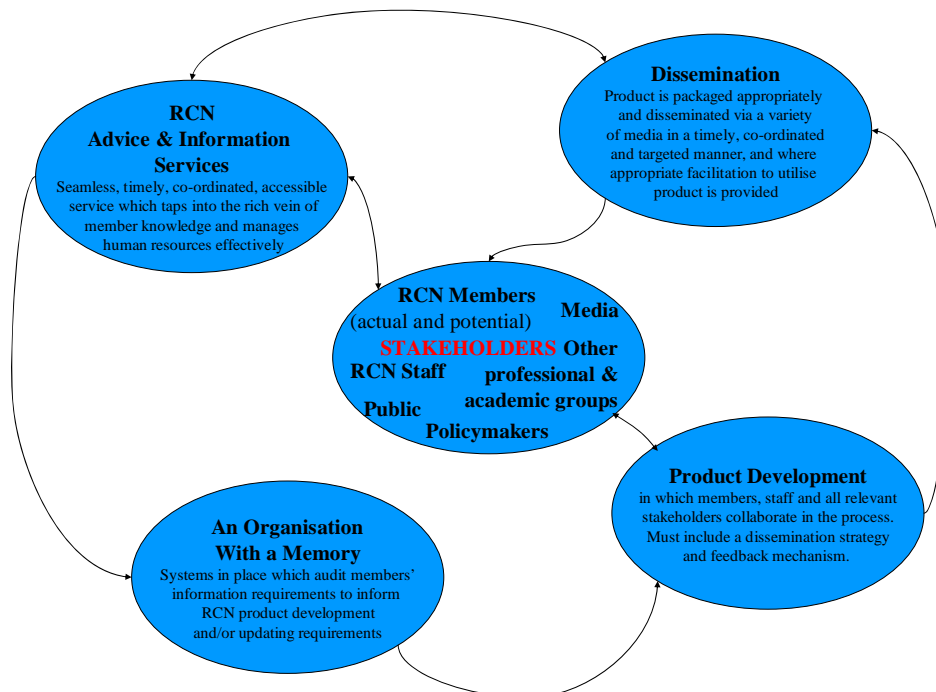 RCN
Advice & Information
Services
Seamless, timely, co-ordinated, accessible
service which taps into the rich vein of
member knowledge and manages
human resources effectively
Dissemination
Product is packaged appropriately
and disseminated via a variety
of media in a timely, co-ordinated
and targeted manner, and where
appropriate facilitation to utilise
product is provided
RCN Members
(actual and potential)
Media
STAKEHOLDERS Other
RCN Staff
professional &
academic groups
Public
Policymakers
Product Development
in which members, staff and all relevant
stakeholders collaborate in the process.
Must include a dissemination strategy
and feedback mechanism.
An Organisation
With a Memory
Systems in place which audit members’
information requirements to inform
RCN product development
and/or updating requirements